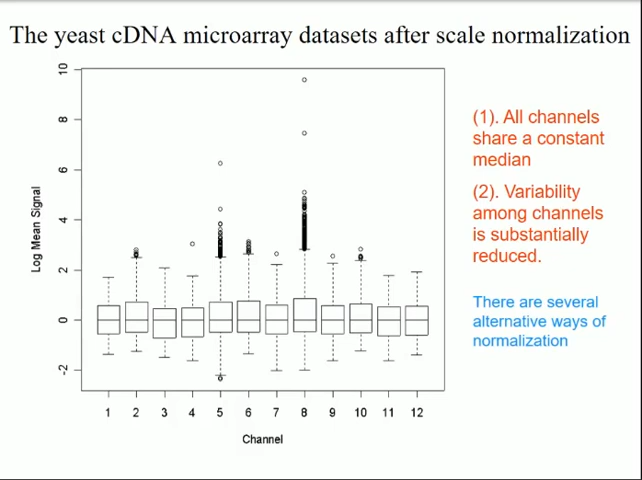 The yeast cDNA microarray datasets after scale normalization
10
8
6
4
2
0
-2
Log Mean Signal
1 2 3 4 5 6 7 8 9 10 11 12
Channel
(1). All channels
share a constant
median
(2). Variability
among channels
is substantially
reduced.
There are several
alternative ways of
normalization